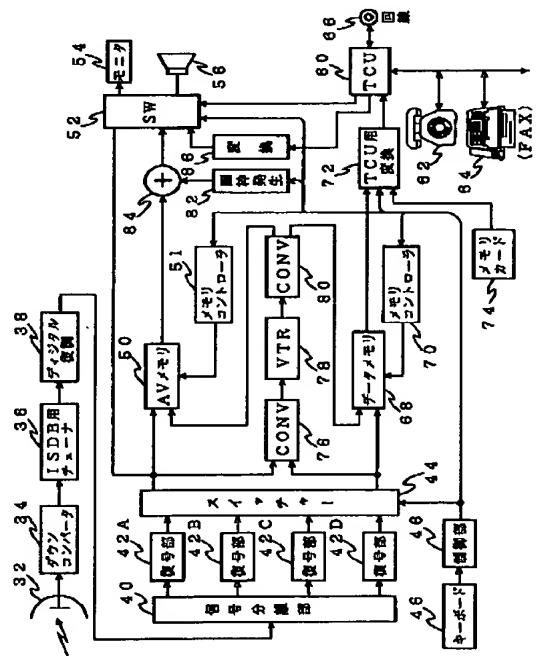 32
34
ダウン
コンバータ
36
ISDB用
チューナ
38
ディジタル
復調
40
信号分離部
42A
復号部
42B
復号部
42C
復号部
42D
復号部
44
スイッチャー
46
キーボード
48
制御部
50
AVメモリ
51
メモリ
コントローラ
76
CONV
78
VTR
80
CONV
68
データメモリ
70
メモリ
コントローラ
84
+
82
発生
86
変換
52
SW
54
モニタ
56
72
TCU用
変換
74
メモリ
カード
60
TCU
66
回線
62
64
(FAX)